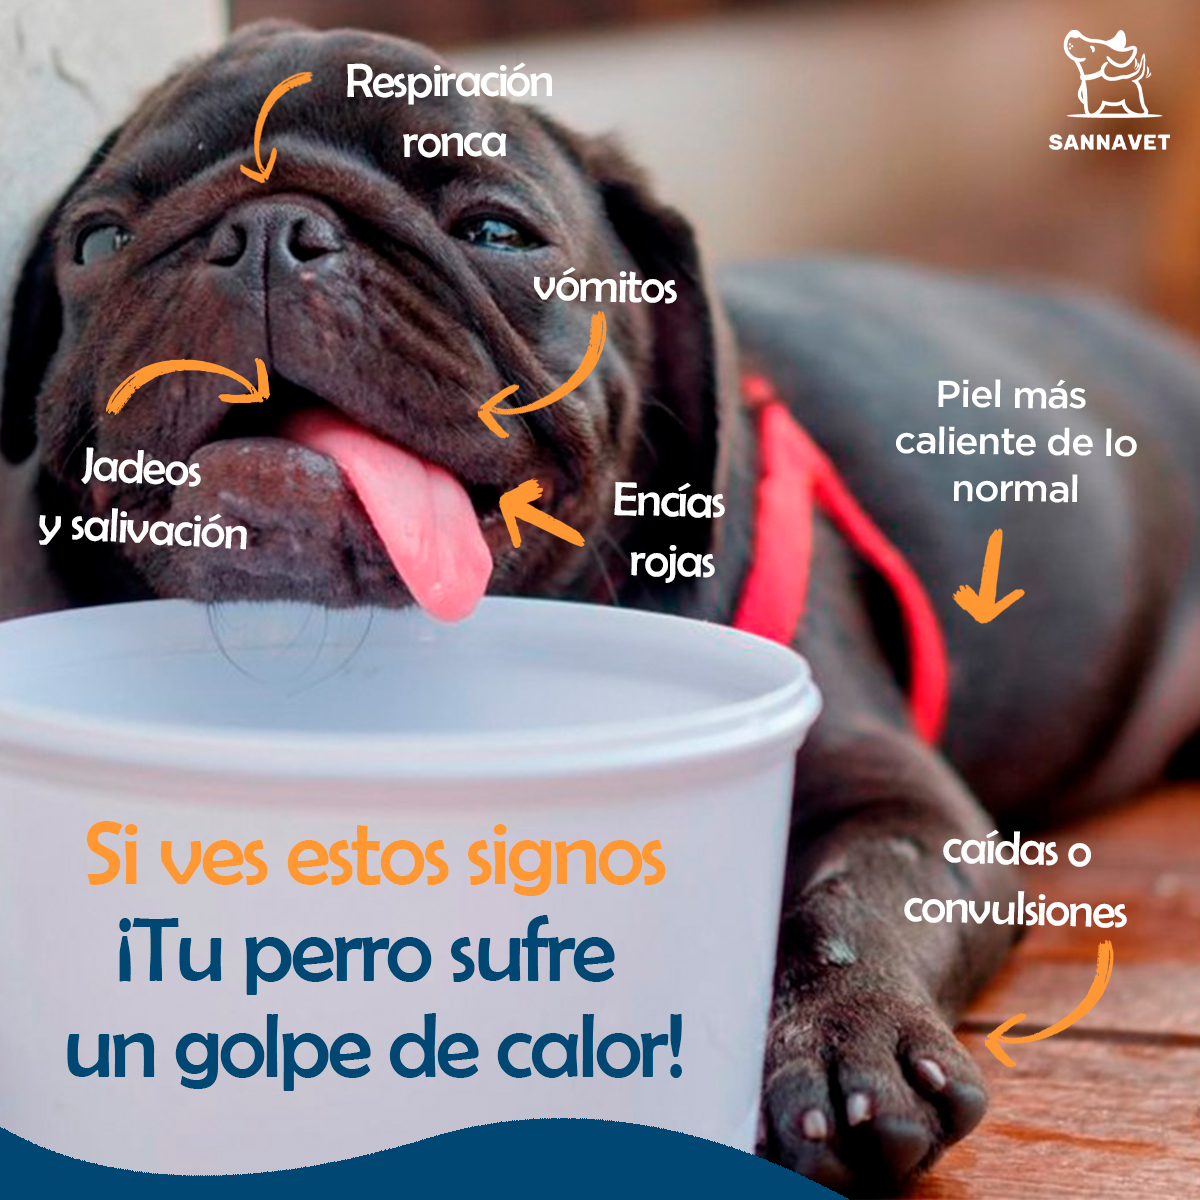 Respiración
ronca
SANNAVET
vómitos
Jadeos
y salivación
Encías
rojas
Piel más
caliente de lo
normal
Si ves estos signos
¡Tu perro sufre
un golpe de calor!
caídas o
convulsiones